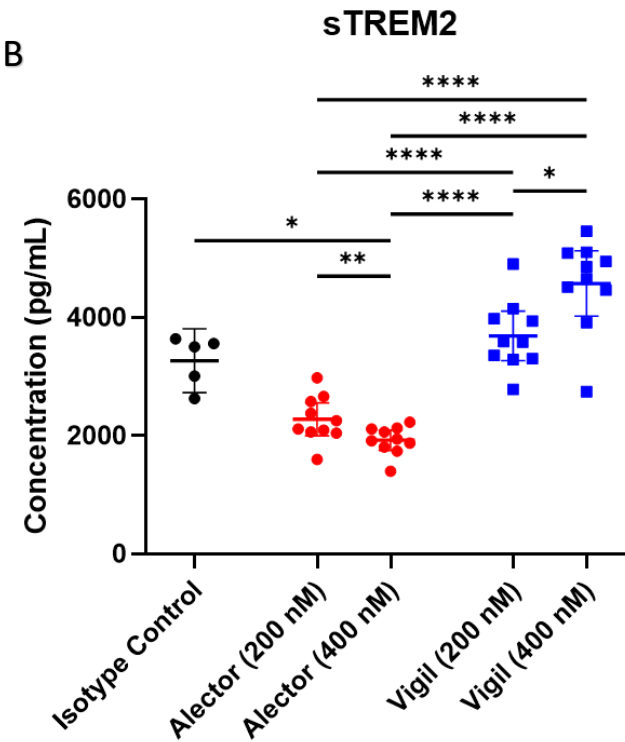 sTREM2
B
****
****
****
*
****
*
**
Concentration (pg/mL)
6000
4000
2000
0
Isotype Control
Alector (200 nM)
Alector (400 nM)
Vigil (200 nM)
Vigil (400 nM)